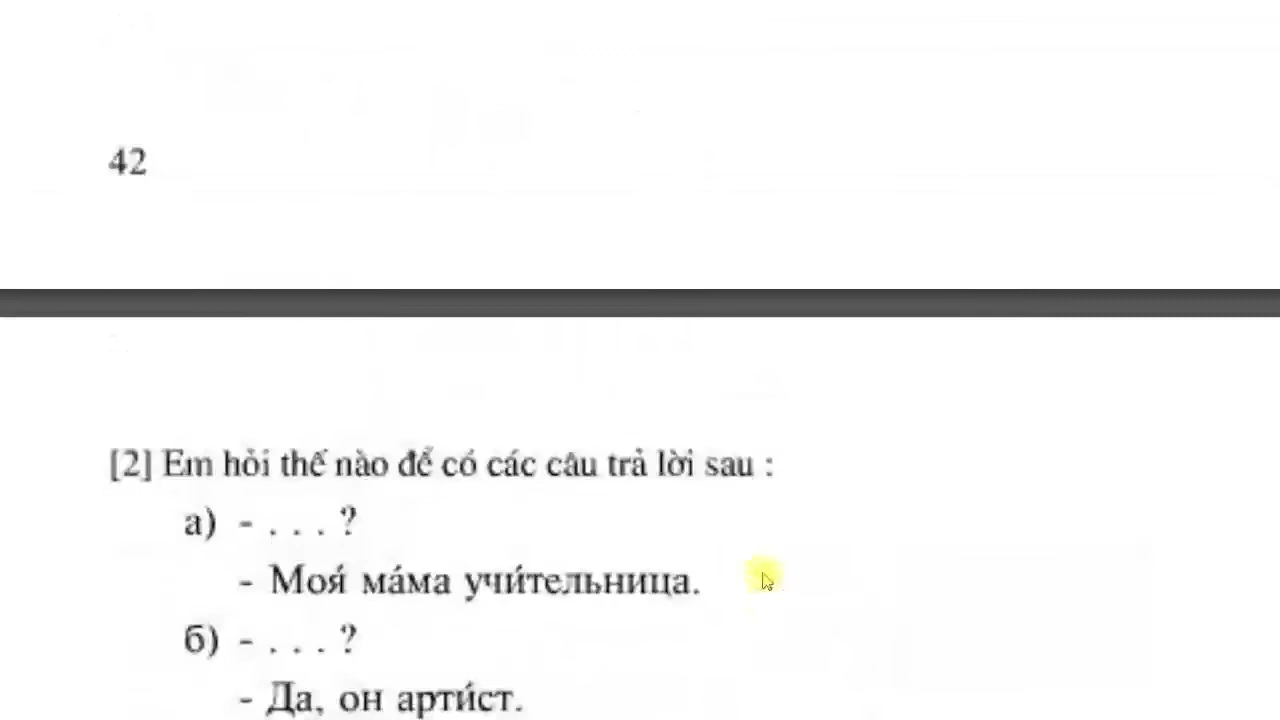 42
[2] Em hỏi thế nào để có các câu trả lời sau :
а) - . . . ?
- Моя́ ма́ма учи́тельница.
б) - . . . ?
- Да, он арти́ст.